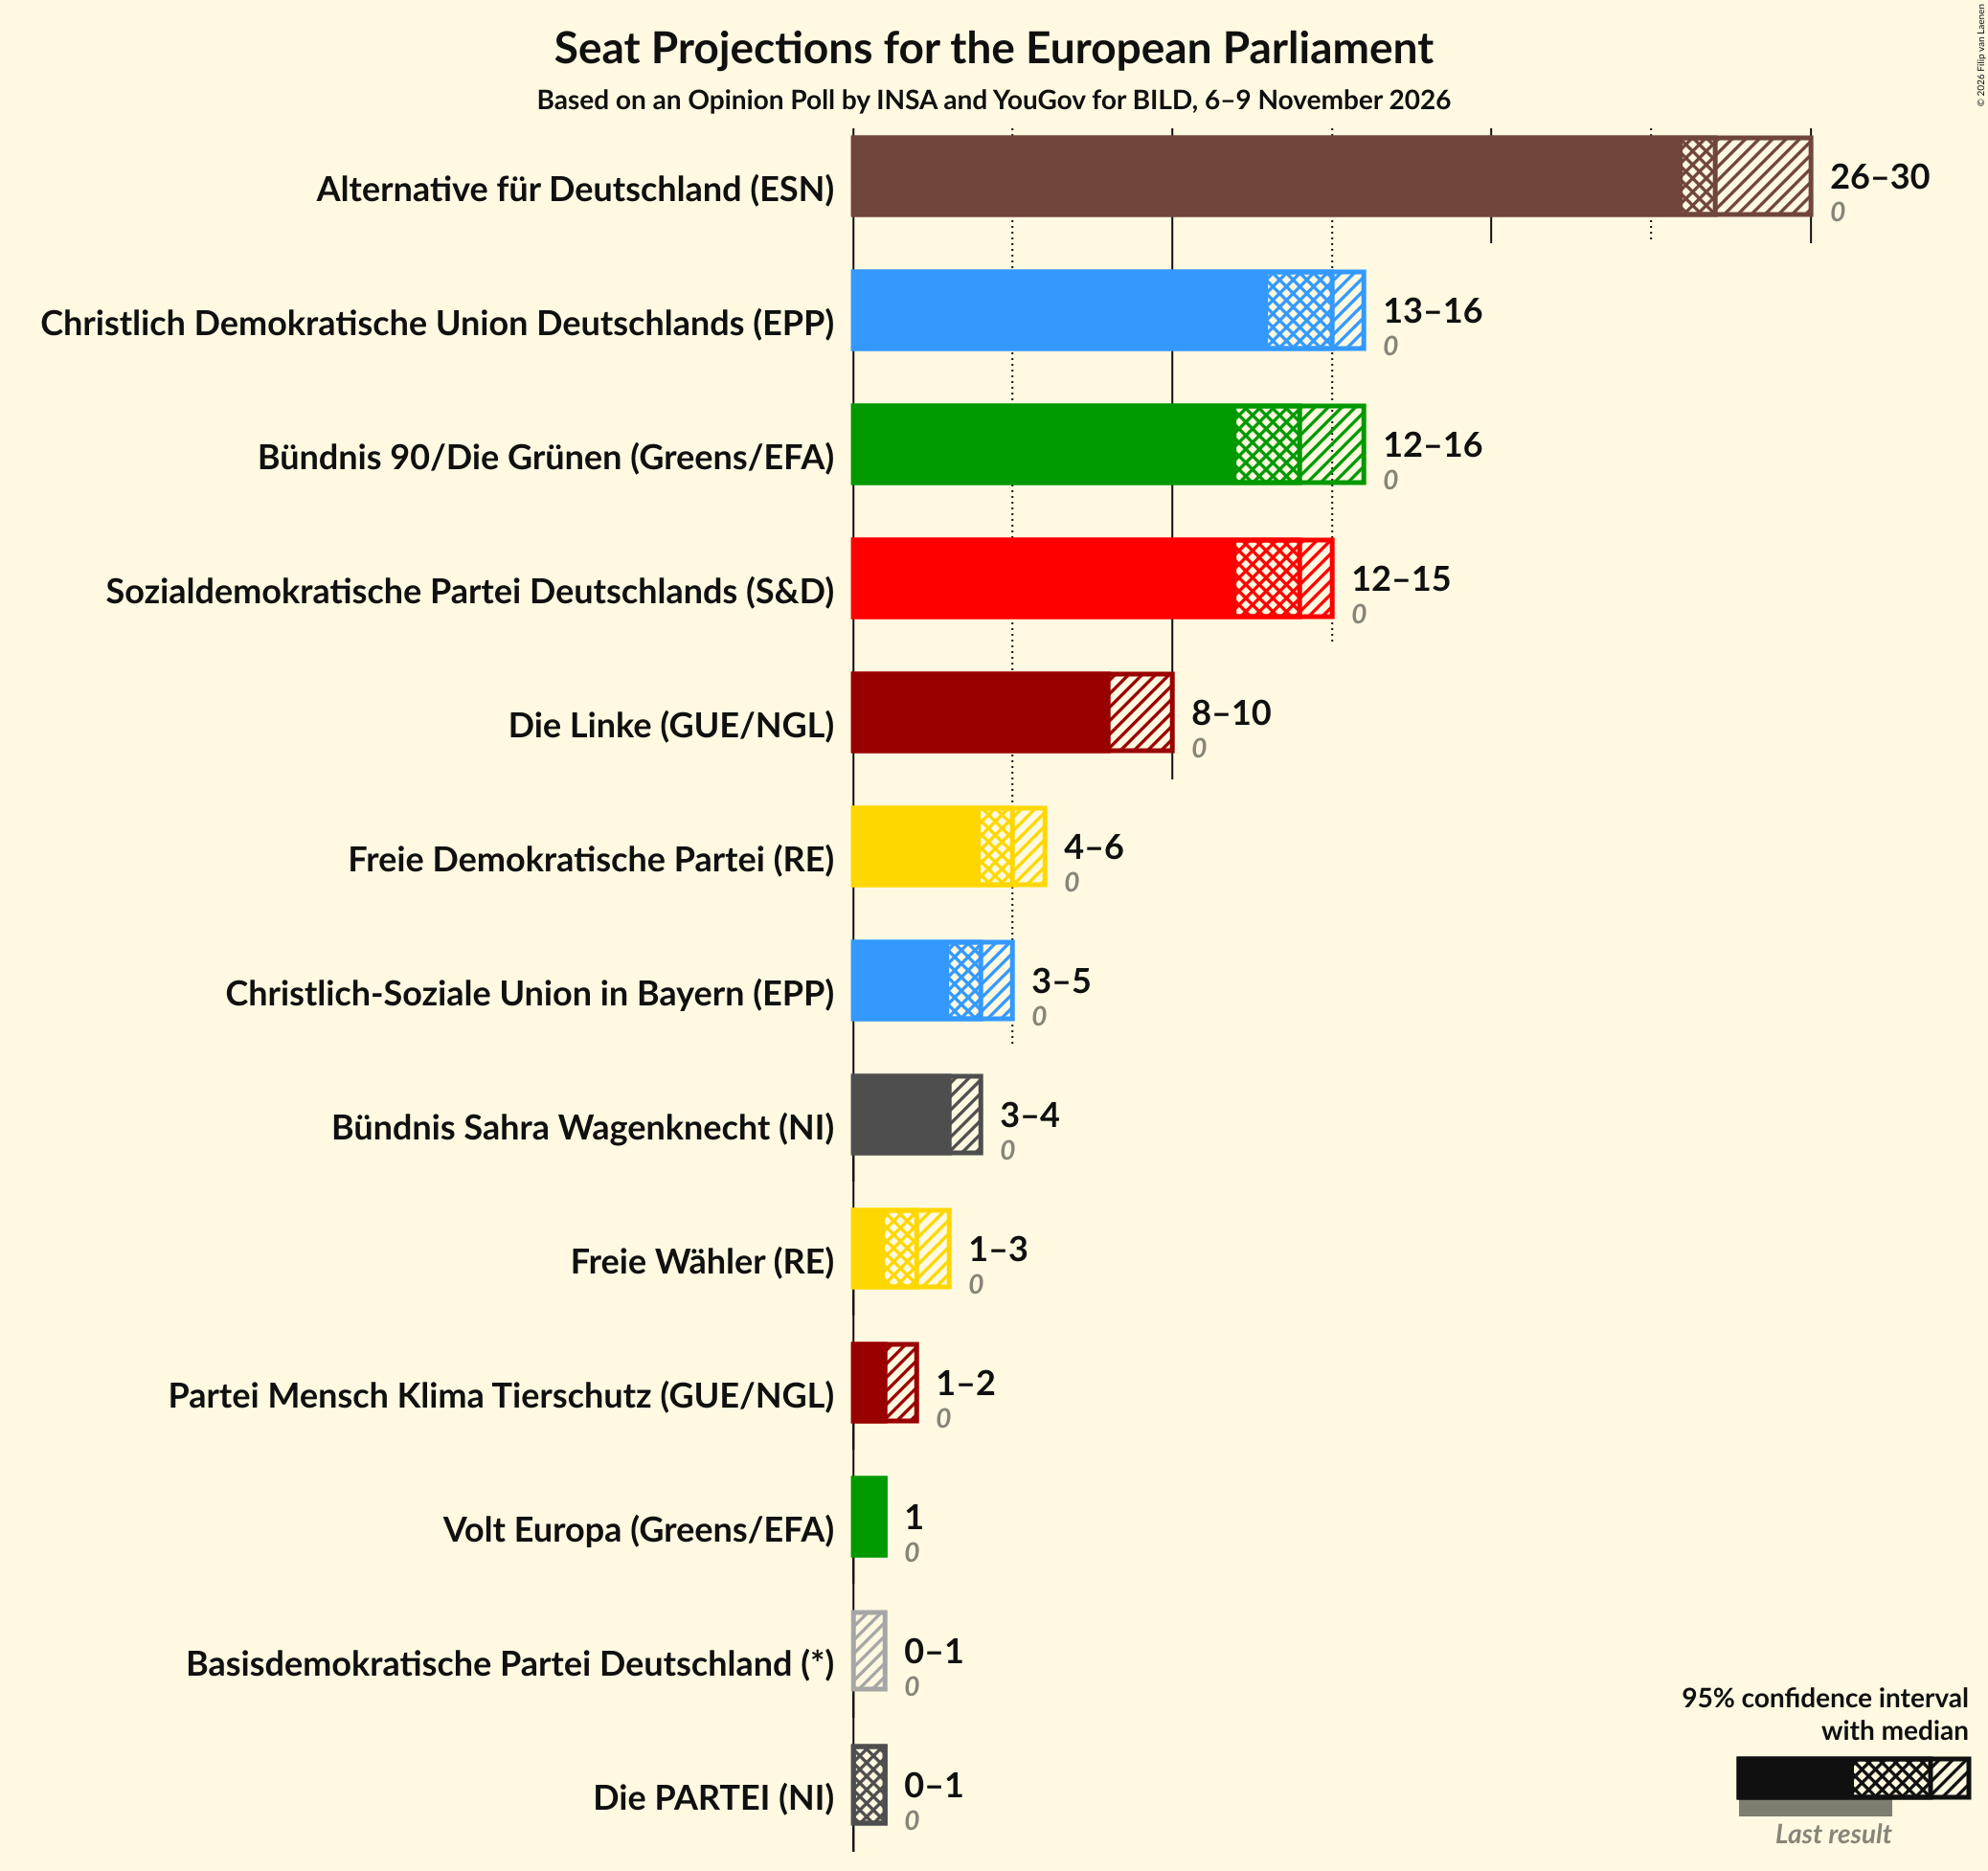 Seat Projections for the European Parliament
Based on an Opinion Poll by INSA and YouGov for BILD, 6–9 November 2026
© 2026 Filip van Laenen
Alternative für Deutschland (ESN)
26–30
0
Christlich Demokratische Union Deutschlands (EPP)
13–16
0
Bündnis 90/Die Grünen (Greens/EFA)
12–16
0
Sozialdemokratische Partei Deutschlands (S&D)
12–15
0
Die Linke (GUE/NGL)
8–10
0
Freie Demokratische Partei (RE)
4–6
0
Christlich-Soziale Union in Bayern (EPP)
3–5
0
Bündnis Sahra Wagenknecht (NI)
3–4
0
Freie Wähler (RE)
1–3
0
Partei Mensch Klima Tierschutz (GUE/NGL)
1–2
0
Volt Europa (Greens/EFA)
1
0
Basisdemokratische Partei Deutschland (*)
0–1
0
Die PARTEI (NI)
0–1
0
95% confidence interval
with median
Last result